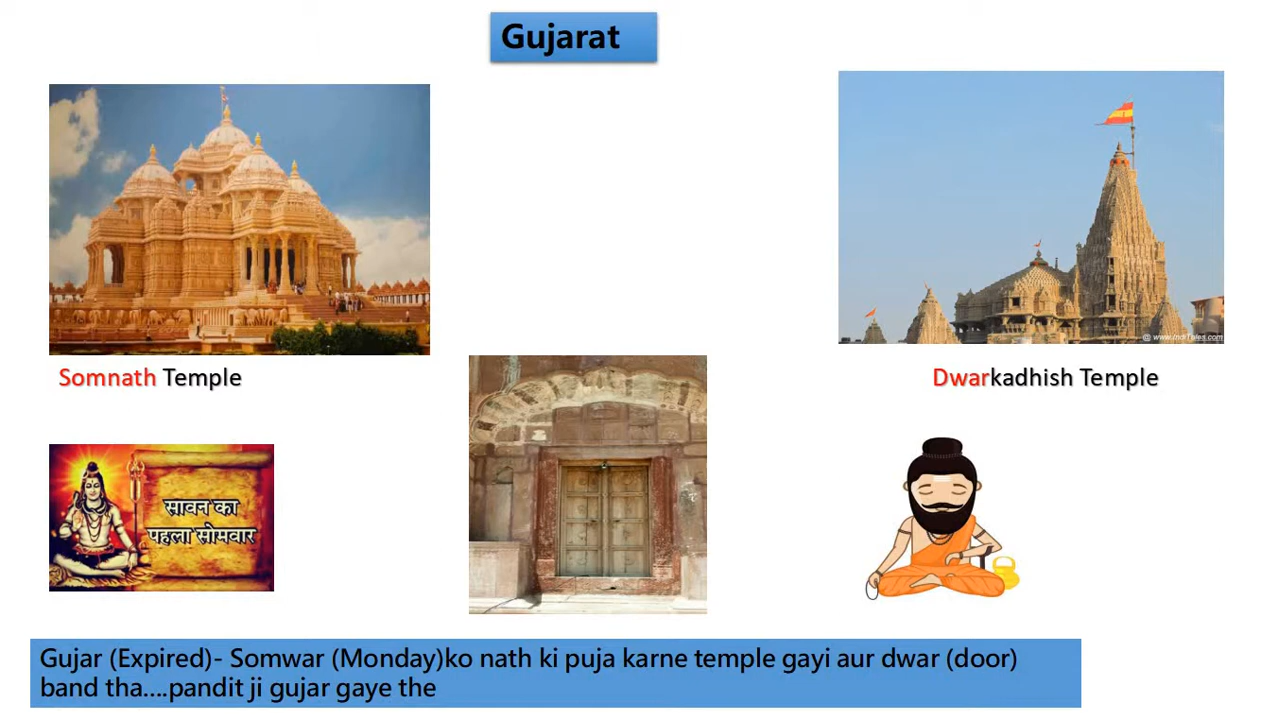 Gujarat
Somnath Temple
Dwarkadhish Temple
सावन का
पहला सोमवार
Gujar (Expired)- Somwar (Monday)ko nath ki puja karne temple gayi aur dwar (door)
band tha....pandit ji gujar gaye the